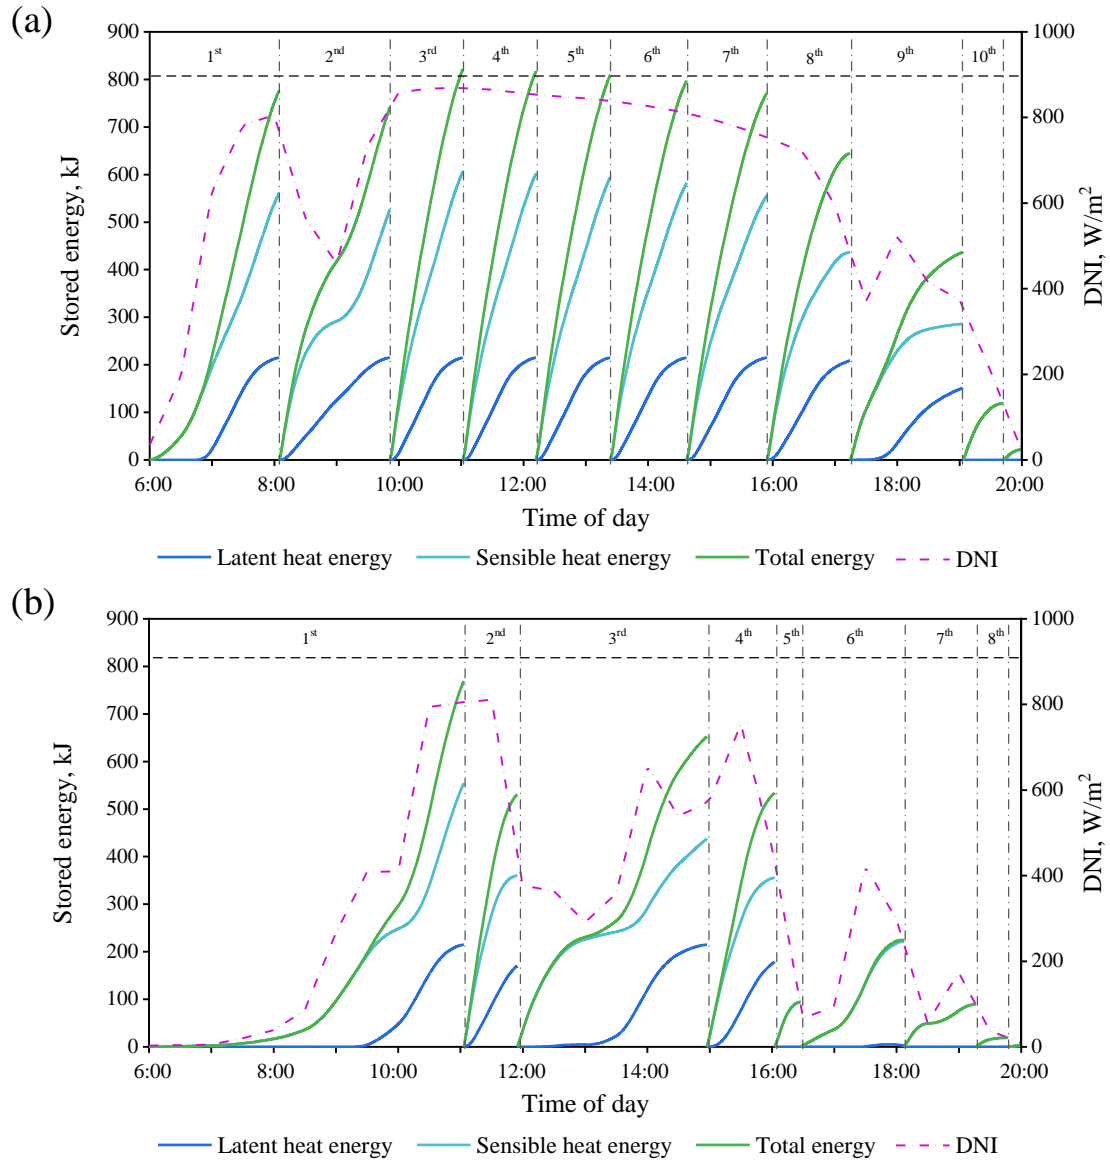 (a)
900
800
700
600
500
400
300
200
100
0
Stored energy, kJ
1st 2nd 3rd 4th 5th 6th 7th 8th 9th 10th
1000
800
600
400
200
0
DNI, W/m²
6:00 8:00 10:00 12:00 14:00 16:00 18:00 20:00
Time of day
Latent heat energy Sensible heat energy Total energy DNI
(b)
900
800
700
600
500
400
300
200
100
0
Stored energy, kJ
1st 2nd 3rd 4th 5th 6th 7th 8th
1000
800
600
400
200
0
DNI, W/m²
6:00 8:00 10:00 12:00 14:00 16:00 18:00 20:00
Time of day
Latent heat energy Sensible heat energy Total energy DNI